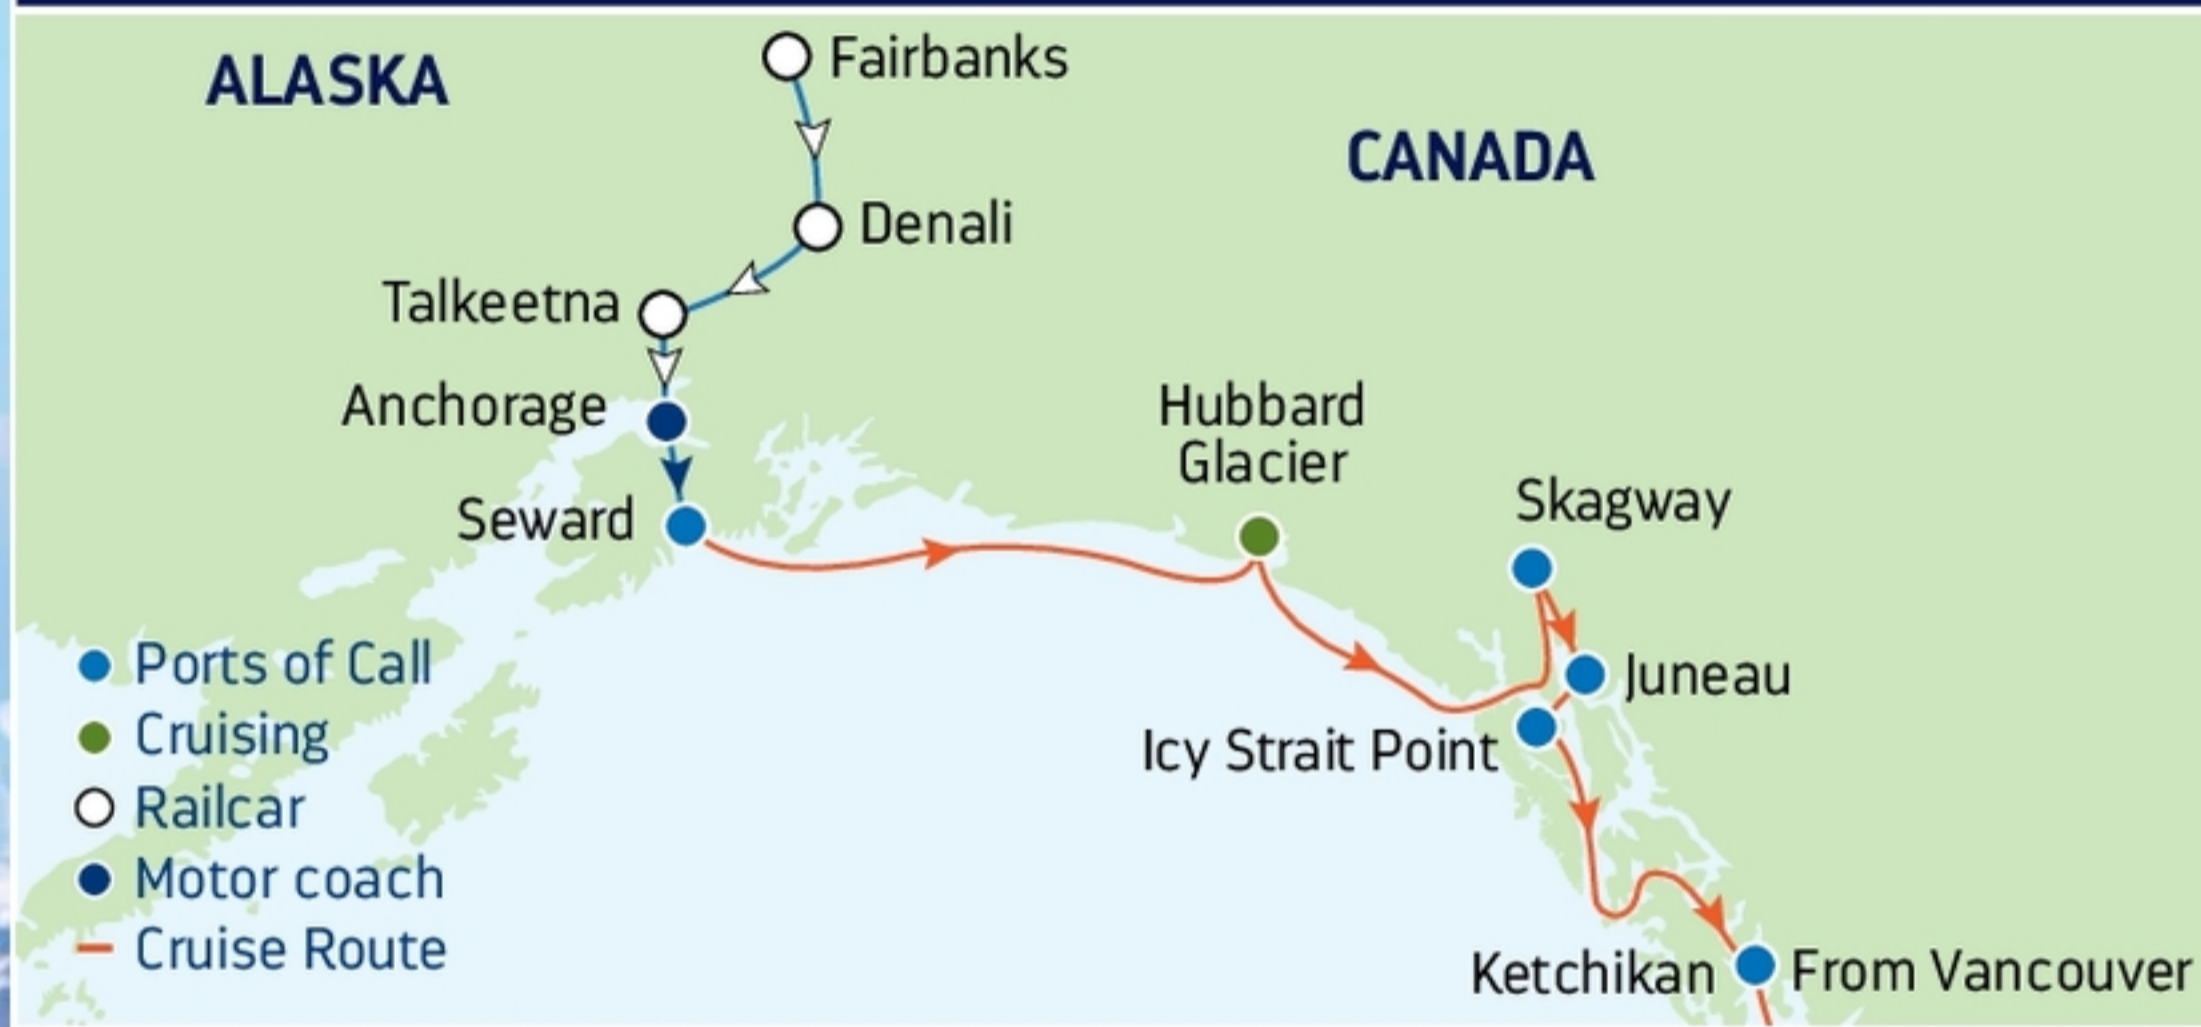 ALASKA
Fairbanks
CANADA
Denali
Talkeetna
Anchorage
Hubbard
Glacier
Skagway
Seward
Juneau
Icy Strait Point
Ketchikan
From Vancouver
Ports of Call
Cruising
Railcar
Motor coach
Cruise Route